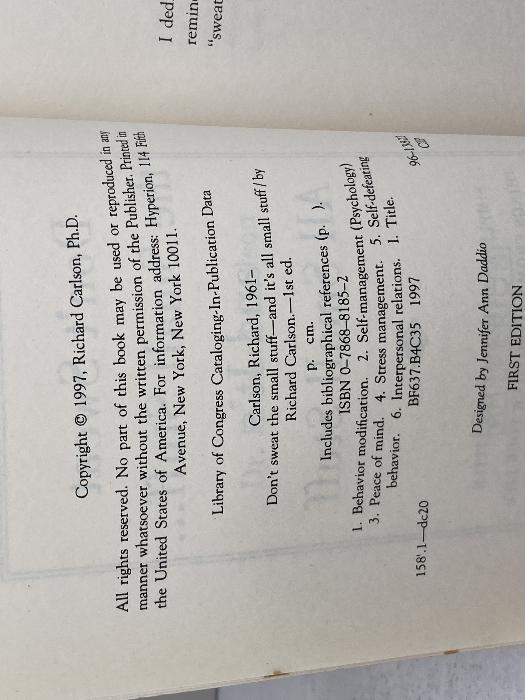 Copyright © 1997, Richard Carlson, Ph.D.
All rights reserved. No part of this book may be used or reproduced in any
manner whatsoever without the written permission of the Publisher. Printed in
the United States of America. For information address: Hyperion, 114 Fifth
Avenue, New York, New York 10011.
Library of Congress Cataloging-In-Publication Data
Carlson, Richard, 1961–
Don't sweat the small stuff—and it's all small stuff / by
Richard Carlson.—1st ed.
p. cm.
Includes bibliographical references (p. ).
ISBN 0–7868–8185–2
1. Behavior modification. 2. Self-management (Psychology)
3. Peace of mind. 4. Stress management. 5. Self-defeating
behavior. 6. Interpersonal relations. I. Title.
BF637.B4C35 1997
158'.1—dc20
CIP
Designed by Jennifer Ann Daddio
FIRST EDITION
I ded
remin
"sweat